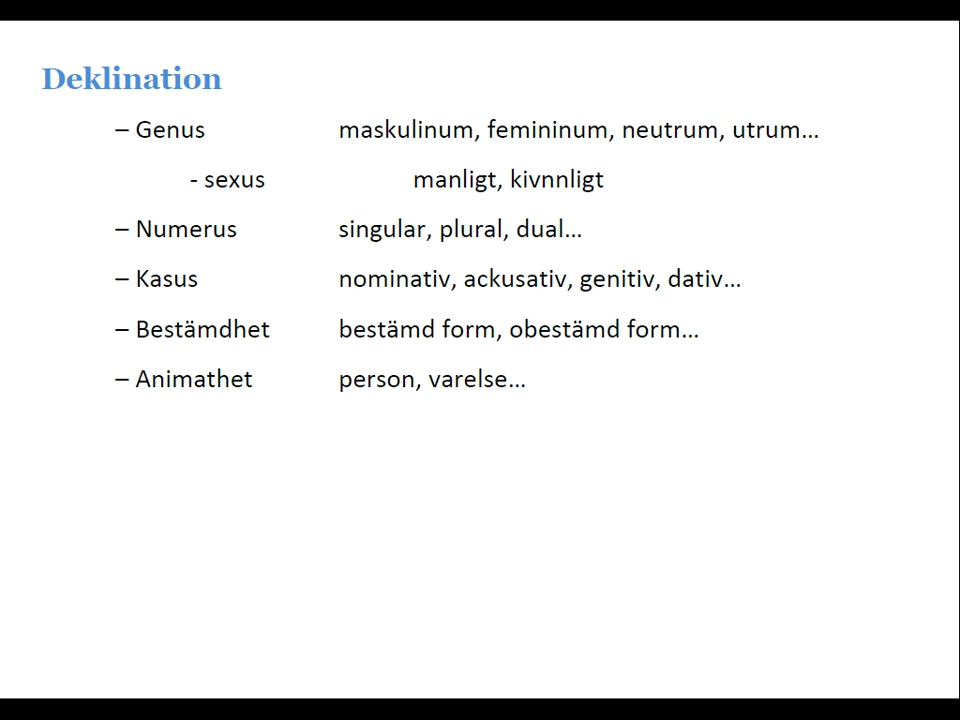 Deklination
– Genus maskulinum, femininum, neutrum, utrum…
- sexus manligt, kivnnligt
– Numerus singular, plural, dual…
– Kasus nominativ, ackusativ, genitiv, dativ…
– Bestämdhet bestämd form, obestämd form…
– Animathet person, varelse…